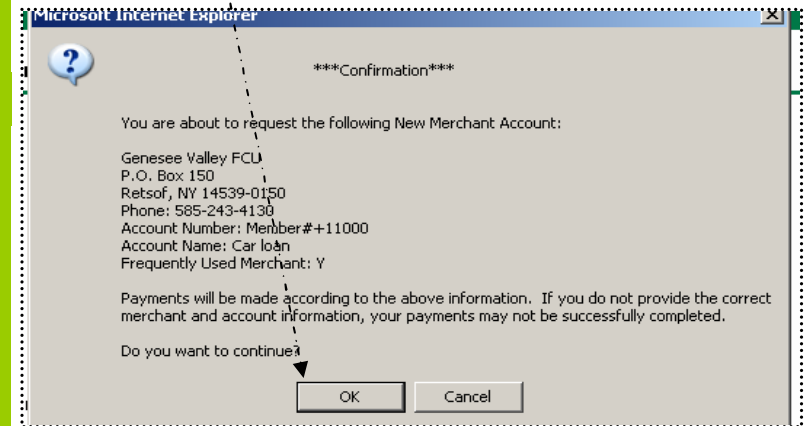 Microsoft Internet Explorer
***Confirmation***
You are about to request the following New Merchant Account:
Genesee Valley FCU
P.O. Box 150
Retsof, NY 14539-0150
Phone: 585-243-4130
Account Number: Member#+11000
Account Name: Car loan
Frequently Used Merchant: Y
Payments will be made according to the above information. If you do not provide the correct
merchant and account information, your payments may not be successfully completed.
Do you want to continue?
OK
Cancel